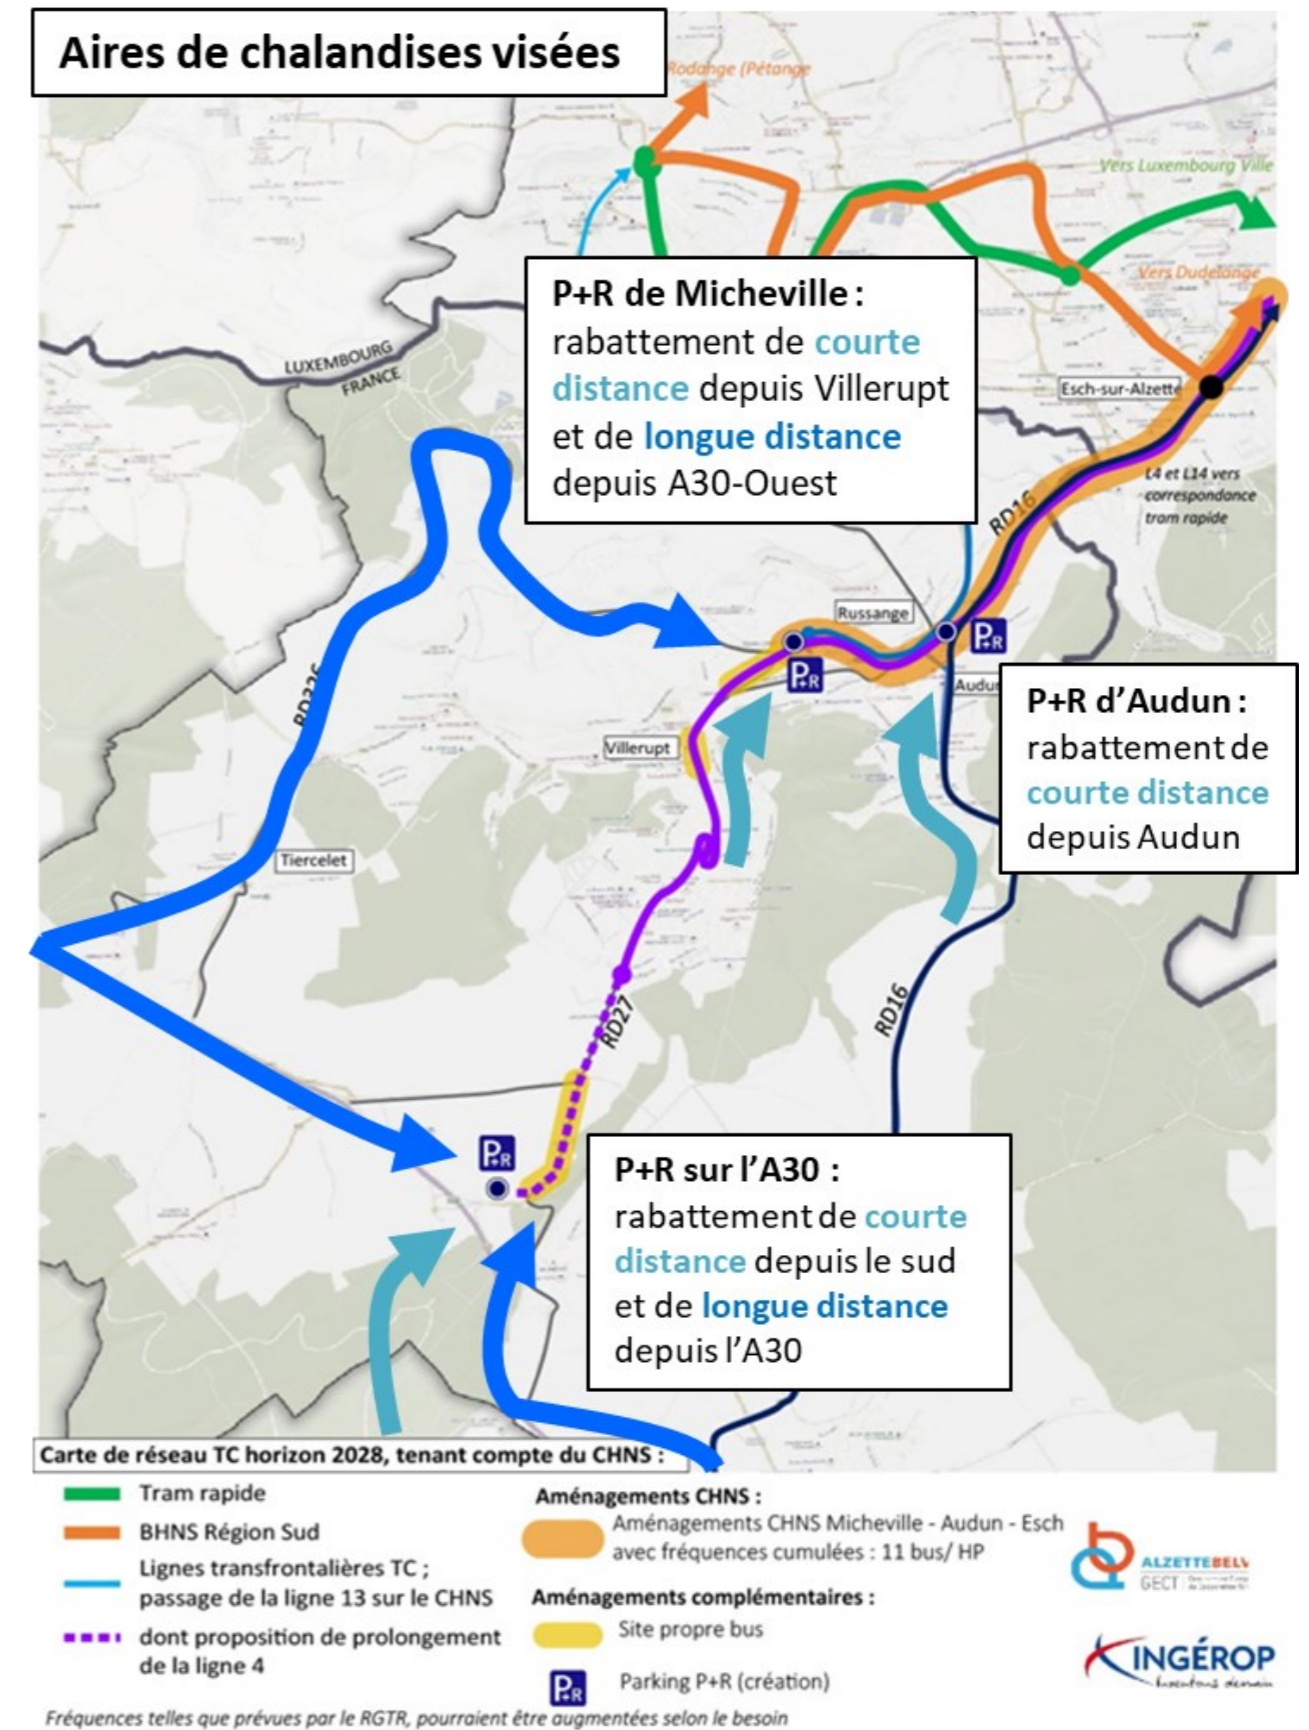 Aires de chalandises visées
Rodange (Pétange
Vers Luxembourg Ville
Vers Dudelange
P+R de Micheville :
rabattement de courte
distance depuis Villerupt
et de longue distance
depuis A30-Ouest
LUXEMBOURG
FRANCE
Esch-sur-Alzette
L4 et L14 vers
correspondance
tram rapide
RD16
Russange
P+R
P+R
Audu
P+R d'Audun :
rabattement de
courte distance
depuis Audun
RD326
Villerupt
Tiercelet
RD27
RD16
P+R
P+R sur l'A30 :
rabattement de courte
distance depuis le sud
et de longue distance
depuis l'A30
Carte de réseau TC horizon 2028, tenant compte du CHNS :
Tram rapide
BHNS Région Sud
Lignes transfrontalières TC ;
passage de la ligne 13 sur le CHNS
dont proposition de prolongement
de la ligne 4
Aménagements CHNS :
Aménagements CHNS Micheville - Audun - Esch
avec fréquences cumulées : 11 bus/ HP
Aménagements complémentaires :
Site propre bus
P+R
Parking P+R (création)
ALZETTEBELV
GECT
INGÉROP
Inventons demain
Fréquences telles que prévues par le RGTR, pourraient être augmentées selon le besoin